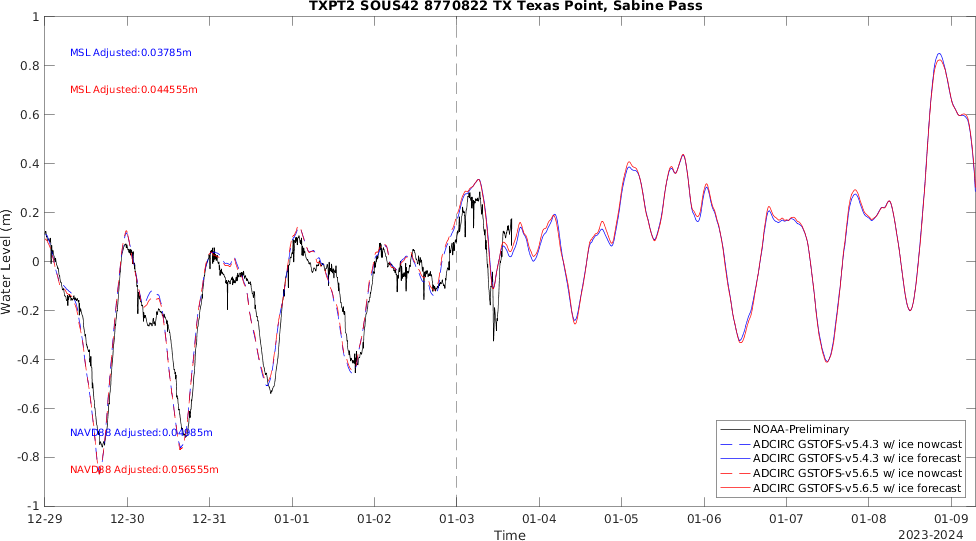 TXPT2 SOUS42 8770822 TX Texas Point, Sabine Pass
Water Level (m)
1
0.8
0.6
0.4
0.2
0
-0.2
-0.4
-0.6
-0.8
-1
MSL Adjusted:0.03785m
MSL Adjusted:0.044555m
NAVD88 Adjusted:0.04985m
NAVD88 Adjusted:0.056555m
NOAA-Preliminary
ADCIRC GSTOFS-v5.4.3 w/ ice nowcast
ADCIRC GSTOFS-v5.4.3 w/ ice forecast
ADCIRC GSTOFS-v5.6.5 w/ ice nowcast
ADCIRC GSTOFS-v5.6.5 w/ ice forecast
12-29 12-30 12-31 01-01 01-02 01-03 01-04 01-05 01-06 01-07 01-08 01-09
Time
2023-2024